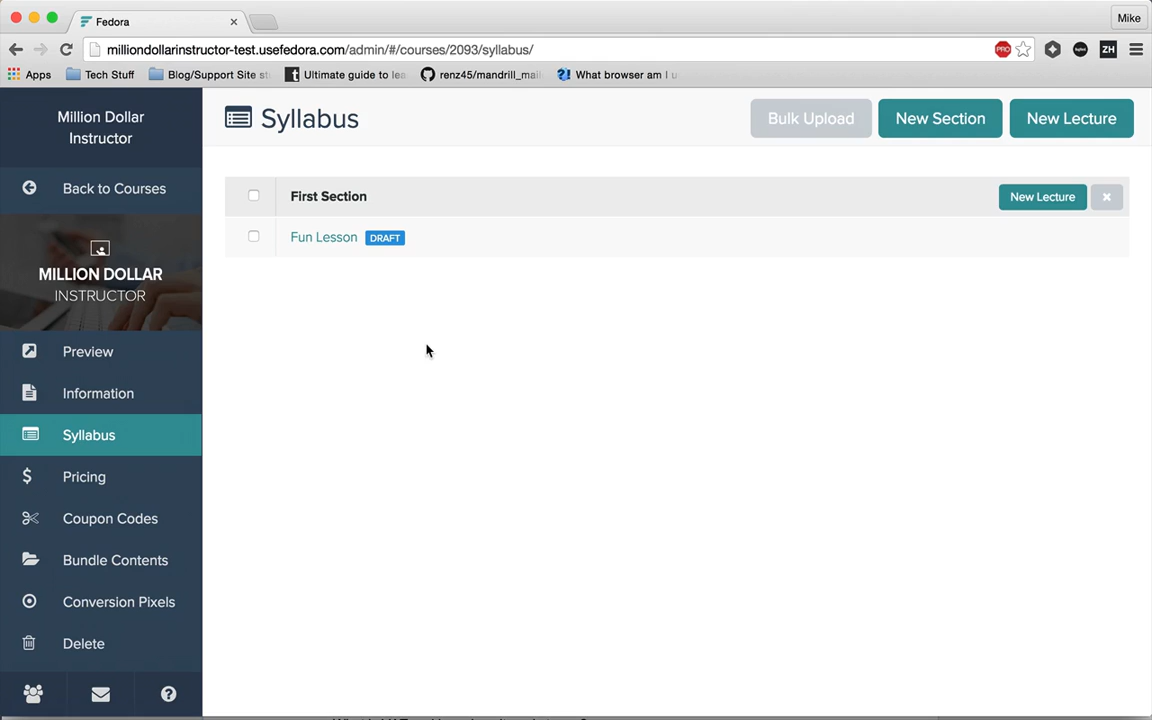 Fedora
Mike
milliondollarinstructor-test.usefedora.com/admin/#/courses/2093/syllabus/
PRO
ZH
Apps
Tech Stuff
Blog/Support Site st
Ultimate guide to lea
renz45/mandrill_mail
What browser am I u
Million Dollar
Instructor
Back to Courses
MILLION DOLLAR
INSTRUCTOR
Preview
Information
Syllabus
Pricing
Coupon Codes
Bundle Contents
Conversion Pixels
Delete
Syllabus
Bulk Upload
New Section
New Lecture
First Section
New Lecture
Fun Lesson DRAFT